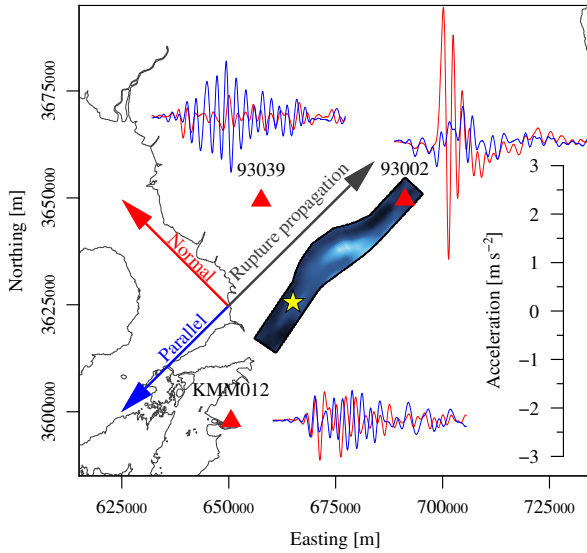 3675000
3650000
3625000
3600000
Northing [m]
93039
93002
Rupture propagation
Normal
Parallel
KMM012
3
2
1
0
−1
−2
−3
Acceleration [m s⁻²]
625000
650000
675000
700000
725000
Easting [m]